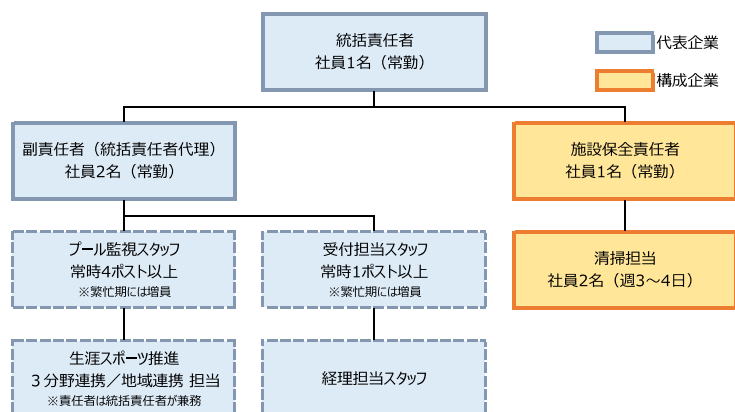 統括責任者
社員1名（常勤）
代表企業
構成企業
副責任者（統括責任者代理）
社員2名（常勤）
施設保全責任者
社員1名（常勤）
プール監視スタッフ
常時4ポスト以上
※繁忙期には増員
受付担当スタッフ
常時1ポスト以上
※繁忙期には増員
清掃担当
社員2名（週3～4日）
生涯スポーツ推進
３分野連携／地域連携 担当
※責任者は統括責任者が兼務
経理担当スタッフ